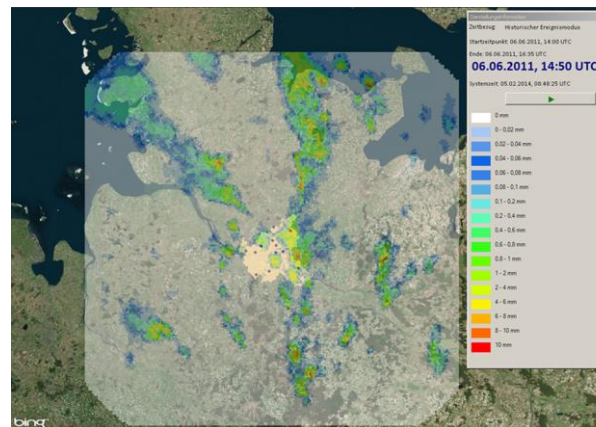 Darstellungsinformation
Zeitbezug: Historischer Ereignismodus
Startzeitpunkt: 06.06.2011, 14:00 UTC
Ende: 06.06.2011, 16:35 UTC
06.06.2011, 14:50 UTC
Systemzeit: 05.02.2014, 08:48:25 UTC
0 mm
0 - 0.02 mm
0.02 - 0.04 mm
0.04 - 0.06 mm
0.06 - 0.08 mm
0.08 - 0.1 mm
0.1 - 0.2 mm
0.2 - 0.4 mm
0.4 - 0.6 mm
0.6 - 0.8 mm
0.8 - 1 mm
1 - 2 mm
2 - 4 mm
4 - 6 mm
6 - 8 mm
8 - 10 mm
10 mm
bing